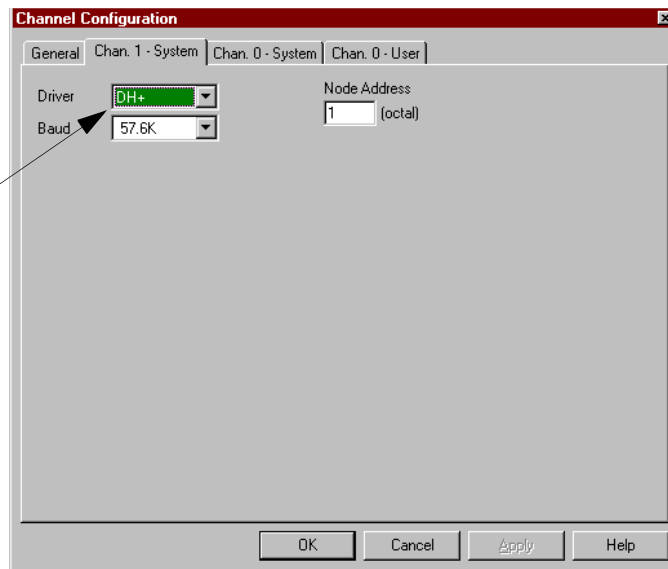 Channel Configuration
General
Chan. 1 - System
Chan. 0 - System
Chan. 0 - User
Driver
DH+
Node Address
1
(octal)
Baud
57.6K
OK
Cancel
Apply
Help